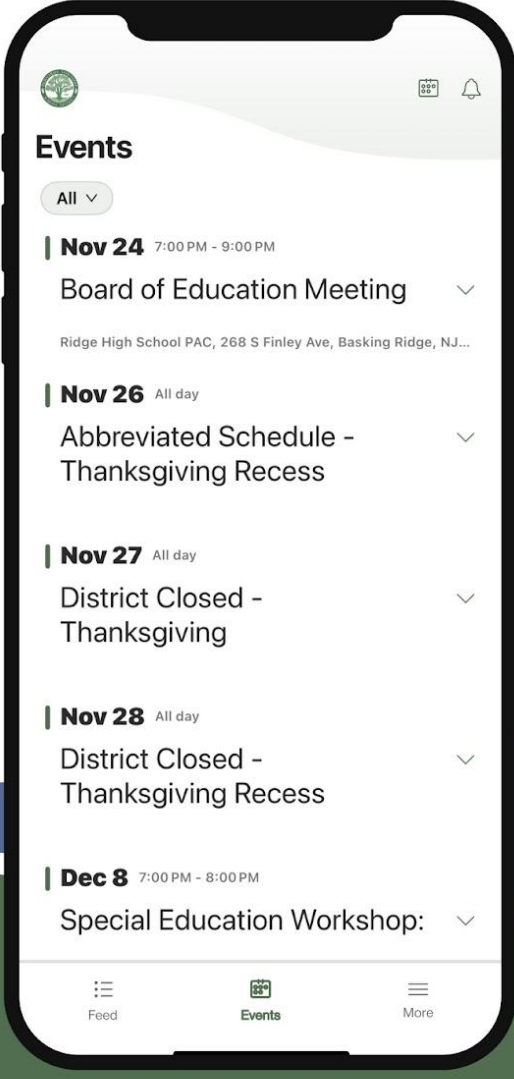 Events
All
Nov 24 7:00 PM - 9:00 PM
Board of Education Meeting
Ridge High School PAC, 268 S Finley Ave, Basking Ridge, NJ...
Nov 26 All day
Abbreviated Schedule -
Thanksgiving Recess
Nov 27 All day
District Closed -
Thanksgiving
Nov 28 All day
District Closed -
Thanksgiving Recess
Dec 8 7:00 PM - 8:00 PM
Special Education Workshop:
Feed Events More